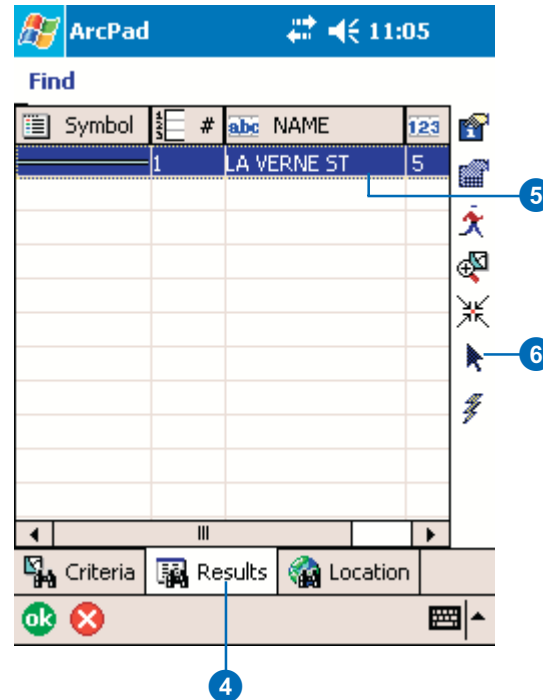 ArcPad 11:05
Find
Symbol # abc NAME 123
1 LA VERNE ST 5
5
6
Criteria Results Location
ok
4